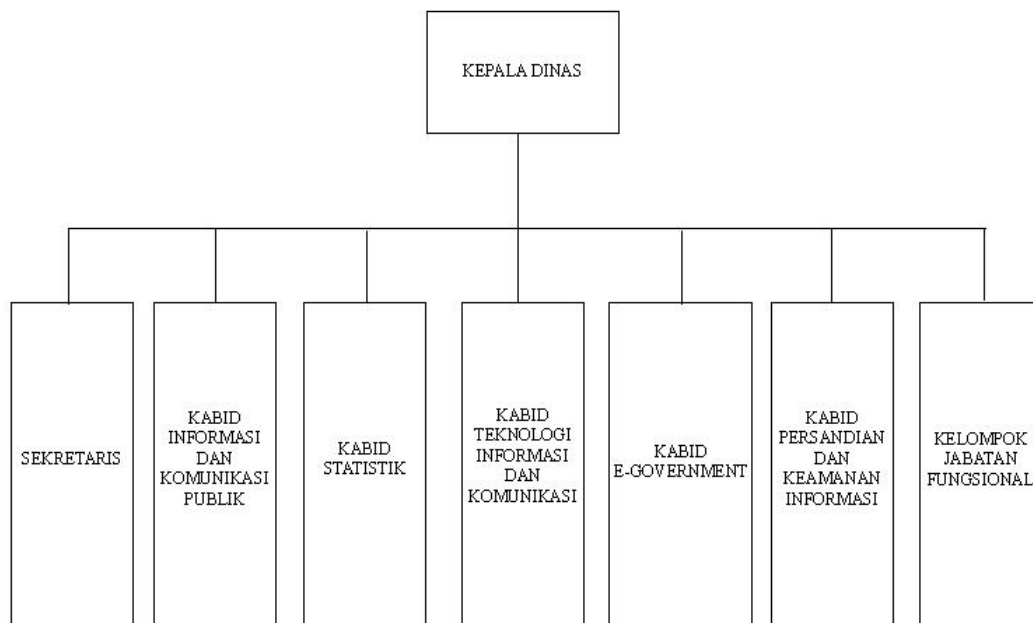 KEPALA DINAS
SEKRETARIS
KABID
INFORMASI
DAN
KOMUNIKASI
PUBLIK
KABID
STATISTIK
KABID
TEKNOLOGI
INFORMASI
DAN
KOMUNIKASI
KABID
E-GOVERNMENT
KABID
PERSANDIAN
DAN
KEAMANAN
INFORMASI
KELOMPOK
JABATAN
FUNGSIONAL